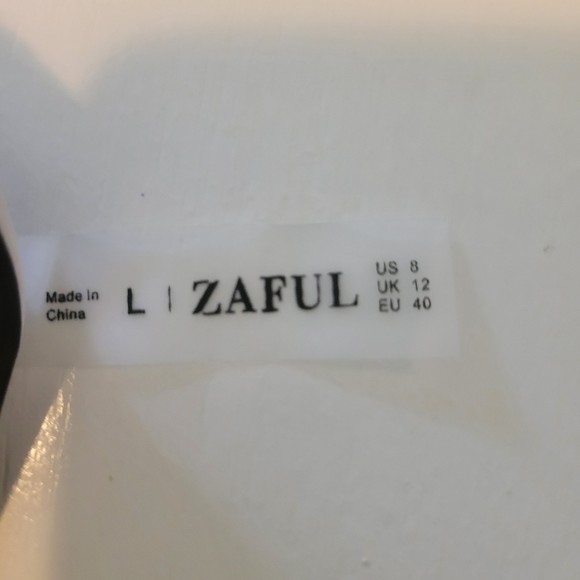 Made in
China
L | ZAFUL
US 8
UK 12
EU 40